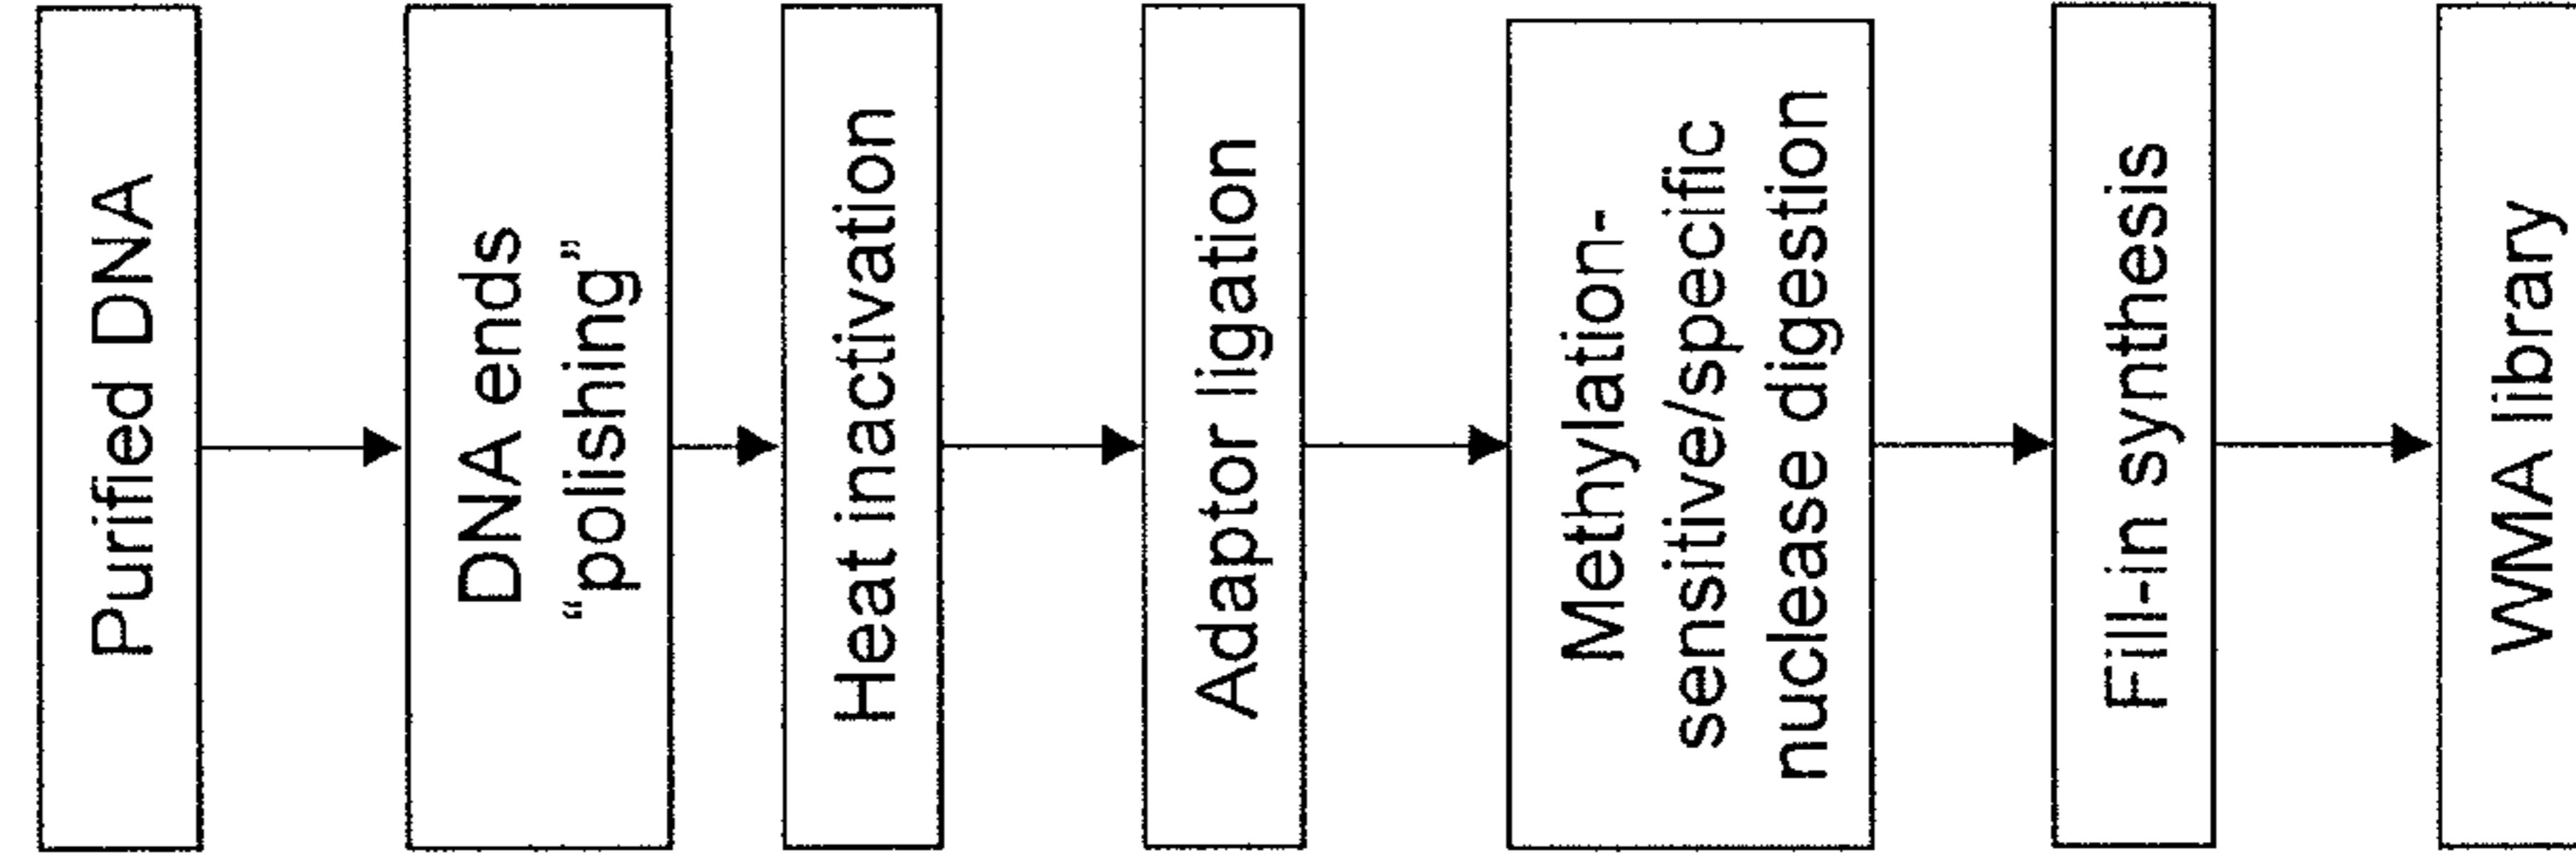 Purified DNA
DNA ends
“polishing”
Heat inactivation
Adaptor ligation
Methylation-
sensitive/specific
nuclease digestion
Fill-in synthesis
WMA library